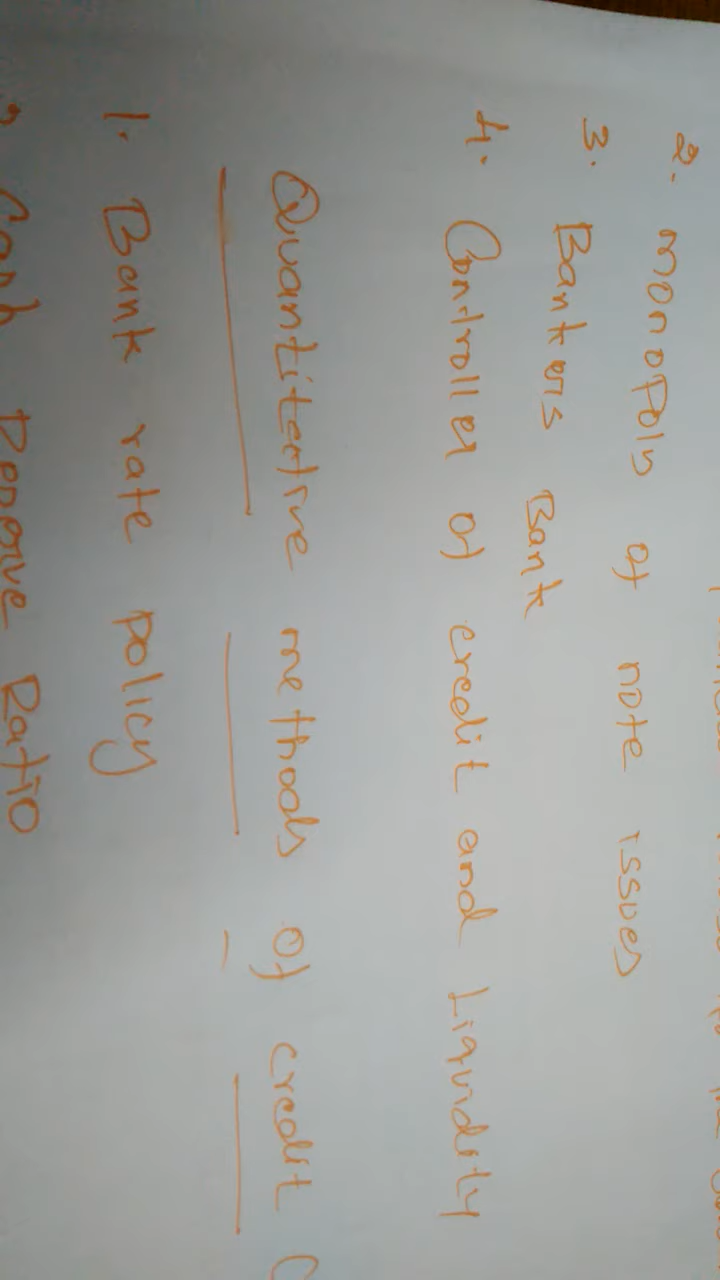 2. monopoly of note issues
3. Bankers Bank
4. Controller of credit and Liquidity
Quantitative methods of credit
1. Bank rate policy
Cash Reserve Ratio